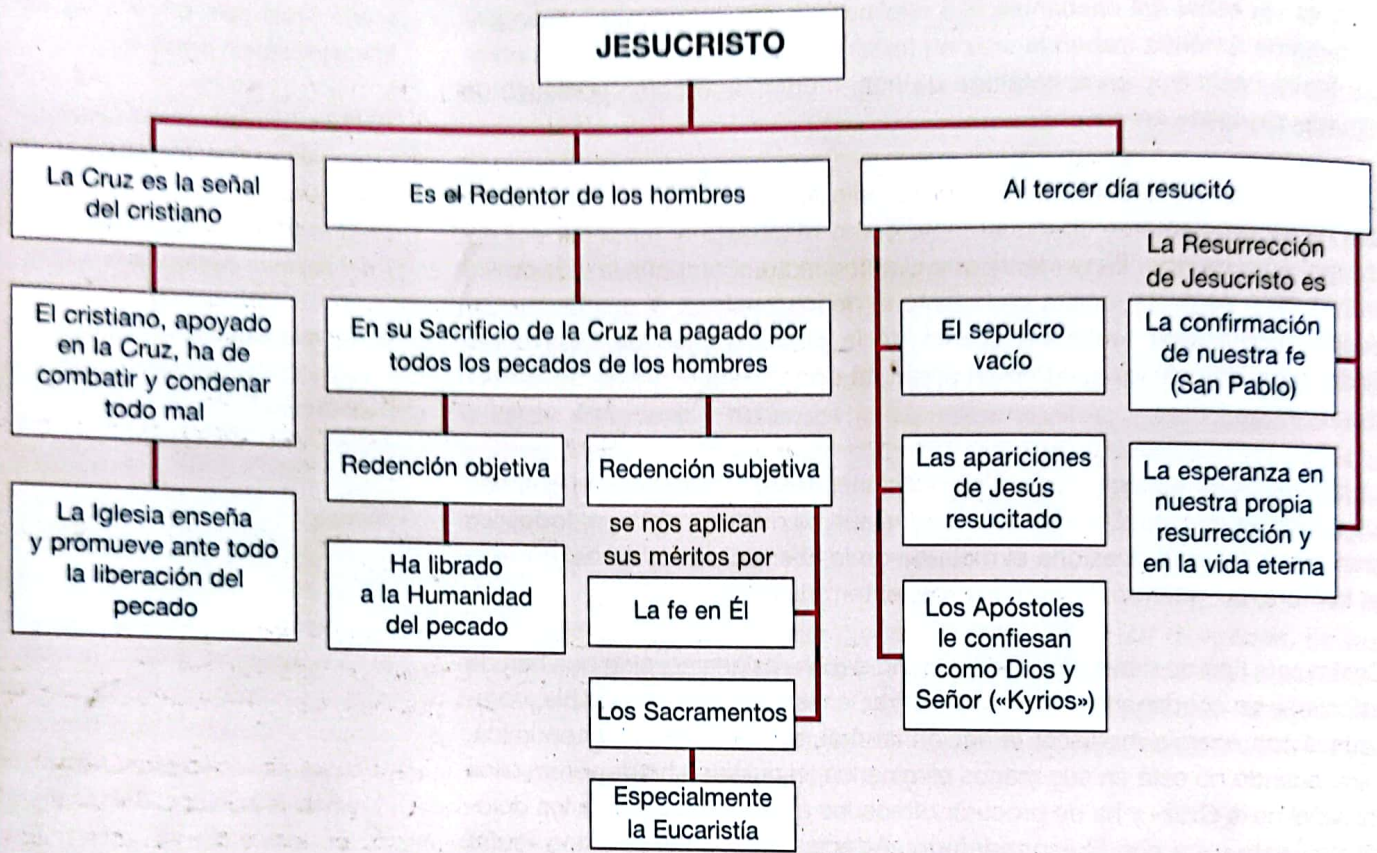 JESUCRISTO
La Cruz es la señal
del cristiano
El cristiano, apoyado
en la Cruz, ha de
combatir y condenar
todo mal
La Iglesia enseña
y promueve ante todo
la liberación del
pecado
Es el Redentor de los hombres
En su Sacrificio de la Cruz ha pagado por
todos los pecados de los hombres
Redención objetiva
Ha librado
a la Humanidad
del pecado
Redención subjetiva
se nos aplican
sus méritos por
La fe en Él
Los Sacramentos
Especialmente
la Eucaristía
Al tercer día resucitó
El sepulcro
vacío
Las apariciones
de Jesús
resucitado
Los Apóstoles
le confiesan
como Dios y
Señor («Kyrios»)
La Resurrección
de Jesucristo es
La confirmación
de nuestra fe
(San Pablo)
La esperanza en
nuestra propia
resurrección y
en la vida eterna